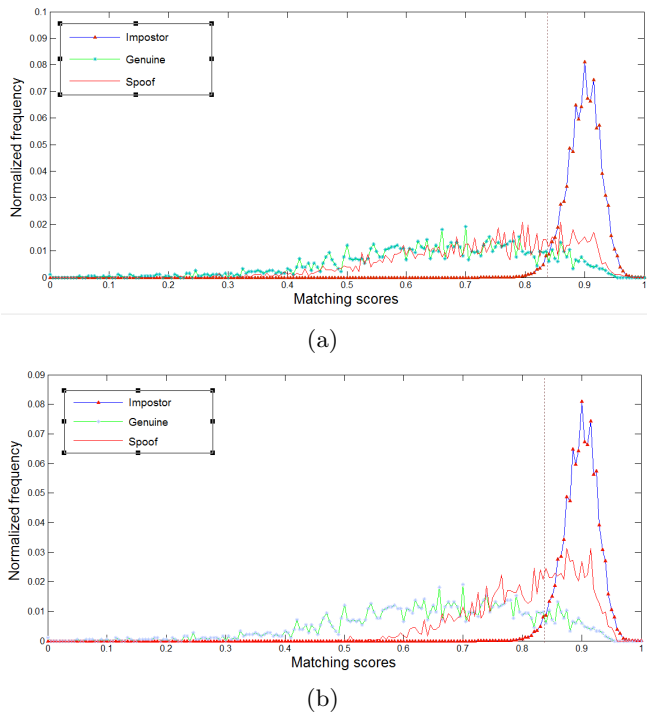 0.1
0.09
0.08
0.07
0.06
0.05
0.04
0.03
0.02
0.01
0
Normalized frequency
Impostor
Genuine
Spoof
0 0.1 0.2 0.3 0.4 0.5 0.6 0.7 0.8 0.9 1
Matching scores
(a)
0.09
0.08
0.07
0.06
0.05
0.04
0.03
0.02
0.01
0
Normalized frequency
Impostor
Genuine
Spoof
0 0.1 0.2 0.3 0.4 0.5 0.6 0.7 0.8 0.9 1
Matching scores
(b)